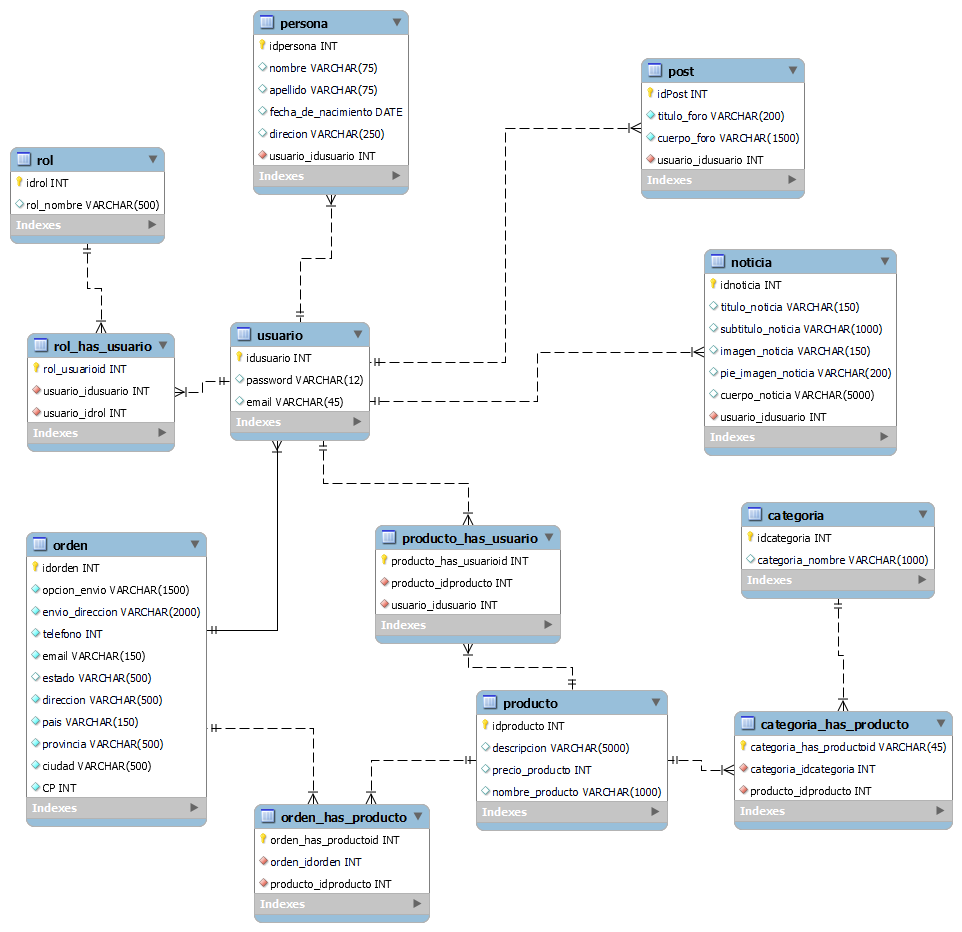 persona
idpersona INT
nombre VARCHAR(75)
apellido VARCHAR(75)
fecha_de_nacimiento DATE
direcion VARCHAR(250)
usuario_idusuario INT
Indexes
post
idPost INT
titulo_foro VARCHAR(200)
cuerpo_foro VARCHAR(1500)
usuario_idusuario INT
Indexes
rol
idrol INT
rol_nombre VARCHAR(500)
Indexes
noticia
idnoticia INT
titulo_noticia VARCHAR(150)
subtitulo_noticia VARCHAR(1000)
imagen_noticia VARCHAR(150)
pie_imagen_noticia VARCHAR(200)
cuerpo_noticia VARCHAR(5000)
usuario_idusuario INT
Indexes
rol_has_usuario
rol_usuarioid INT
usuario_idusuario INT
usuario_idrol INT
Indexes
usuario
idusuario INT
password VARCHAR(12)
email VARCHAR(45)
Indexes
orden
idorden INT
opcion_envio VARCHAR(1500)
envio_direccion VARCHAR(2000)
telefono INT
email VARCHAR(150)
estado VARCHAR(500)
direccion VARCHAR(500)
pais VARCHAR(150)
provincia VARCHAR(500)
ciudad VARCHAR(500)
CP INT
Indexes
producto_has_usuario
producto_has_usuarioid INT
producto_idproducto INT
usuario_idusuario INT
Indexes
categoria
idcategoria INT
categoria_nombre VARCHAR(1000)
Indexes
producto
idproducto INT
descripcion VARCHAR(5000)
precio_producto INT
nombre_producto VARCHAR(1000)
Indexes
categoria_has_producto
categoria_has_productoid VARCHAR(45)
categoria_idcategoria INT
producto_idproducto INT
Indexes
orden_has_producto
orden_has_productoid INT
orden_idorden INT
producto_idproducto INT
Indexes